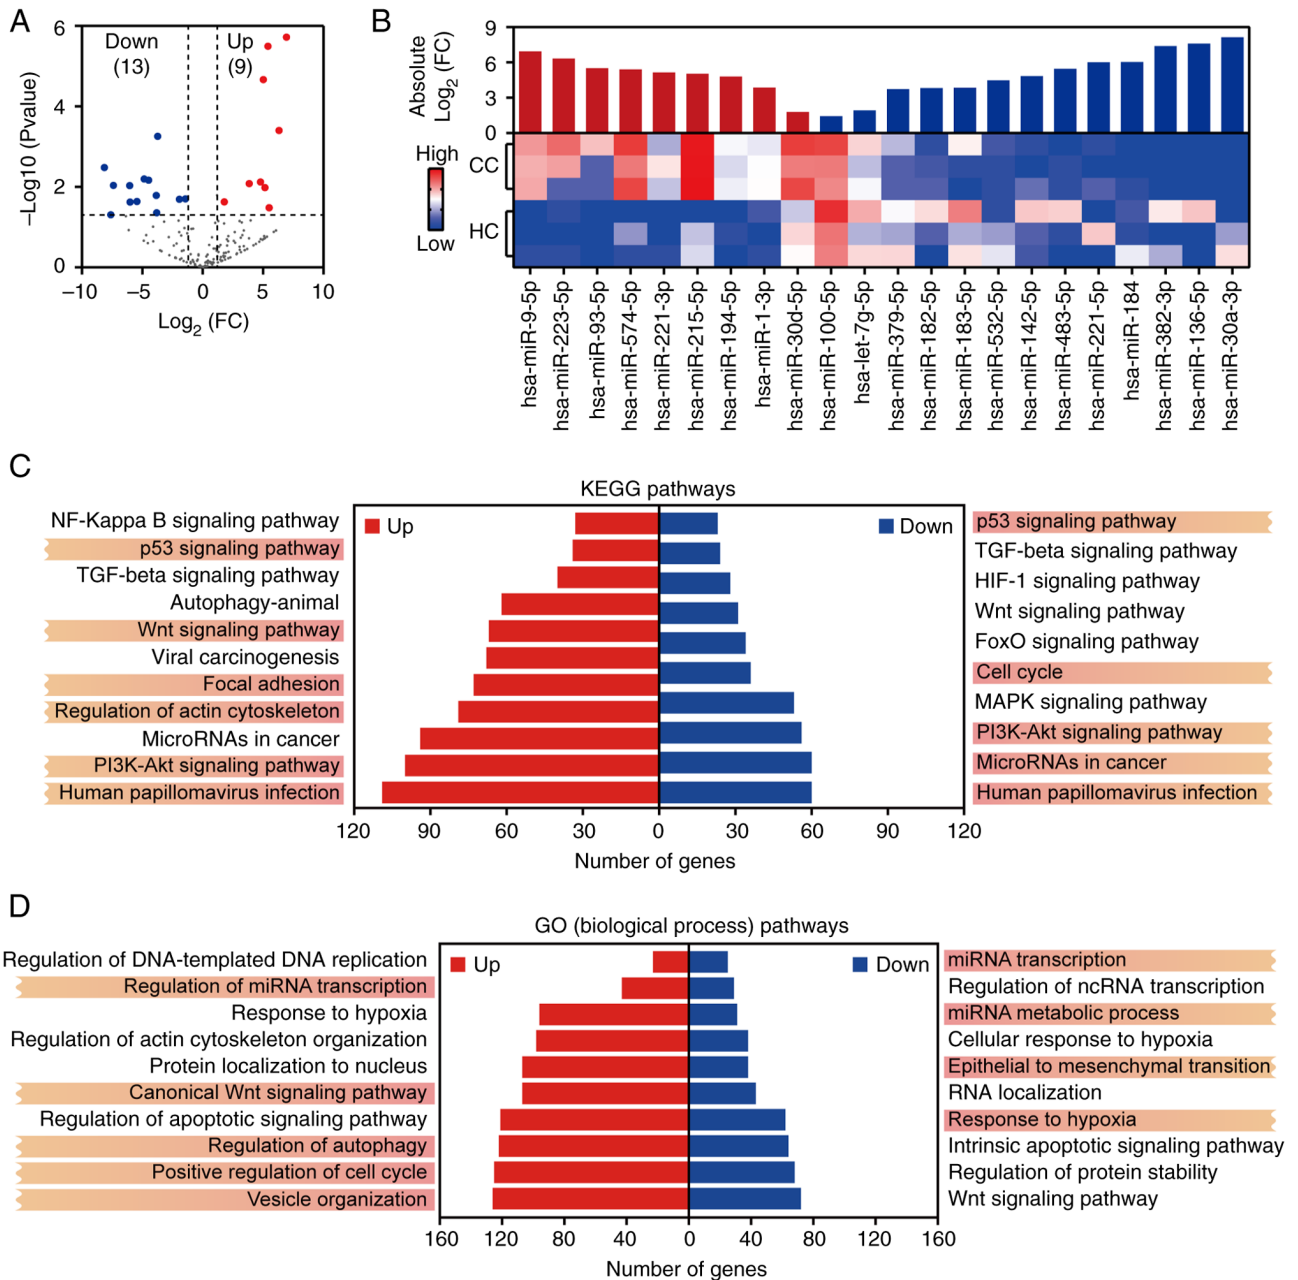 A
Down
(13)
Up
(9)
6
4
2
0
−Log10 (Pvalue)
−10
−5
0
5
10
Log2 (FC)
B
Absolute
Log2 (FC)
9
6
3
0
High
Low
CC
HC
hsa-miR-9-5p
hsa-miR-223-5p
hsa-miR-93-5p
hsa-miR-574-5p
hsa-miR-221-3p
hsa-miR-215-5p
hsa-miR-194-5p
hsa-miR-1-3p
hsa-miR-30d-5p
hsa-miR-100-5p
hsa-let-7g-5p
hsa-miR-379-5p
hsa-miR-182-5p
hsa-miR-183-5p
hsa-miR-532-5p
hsa-miR-142-5p
hsa-miR-483-5p
hsa-miR-221-5p
hsa-miR-184
hsa-miR-382-3p
hsa-miR-136-5p
hsa-miR-30a-3p
C
KEGG pathways
Up
Down
NF-Kappa B signaling pathway
p53 signaling pathway
TGF-beta signaling pathway
Autophagy-animal
Wnt signaling pathway
Viral carcinogenesis
Focal adhesion
Regulation of actin cytoskeleton
MicroRNAs in cancer
PI3K-Akt signaling pathway
Human papillomavirus infection
p53 signaling pathway
TGF-beta signaling pathway
HIF-1 signaling pathway
Wnt signaling pathway
FoxO signaling pathway
Cell cycle
MAPK signaling pathway
PI3K-Akt signaling pathway
MicroRNAs in cancer
Human papillomavirus infection
120
90
60
30
0
30
60
90
120
Number of genes
D
GO (biological process) pathways
Up
Down
Regulation of DNA-templated DNA replication
Regulation of miRNA transcription
Response to hypoxia
Regulation of actin cytoskeleton organization
Protein localization to nucleus
Canonical Wnt signaling pathway
Regulation of apoptotic signaling pathway
Regulation of autophagy
Positive regulation of cell cycle
Vesicle organization
miRNA transcription
Regulation of ncRNA transcription
miRNA metabolic process
Cellular response to hypoxia
Epithelial to mesenchymal transition
RNA localization
Response to hypoxia
Intrinsic apoptotic signaling pathway
Regulation of protein stability
Wnt signaling pathway
160
120
80
40
0
40
80
120
160
Number of genes